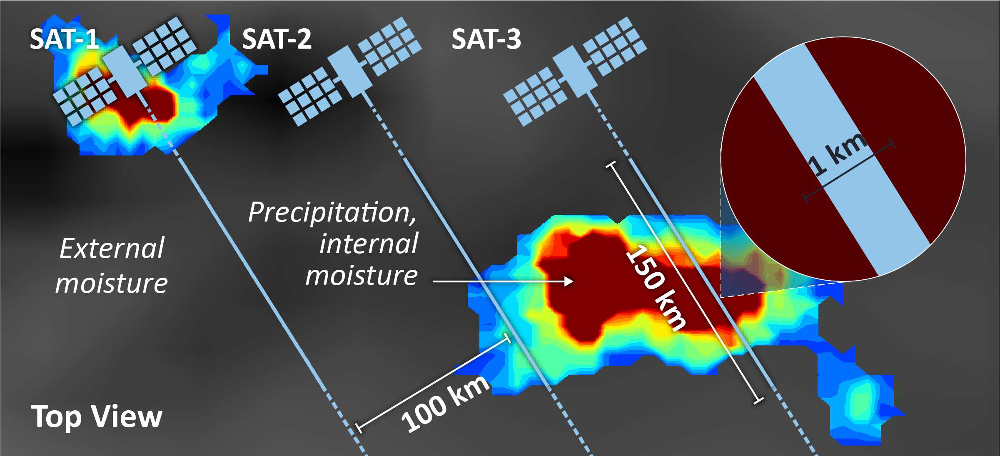 SAT-1
SAT-2
SAT-3
1 km
Precipitation,
internal
moisture
External
moisture
150 km
100 km
Top View